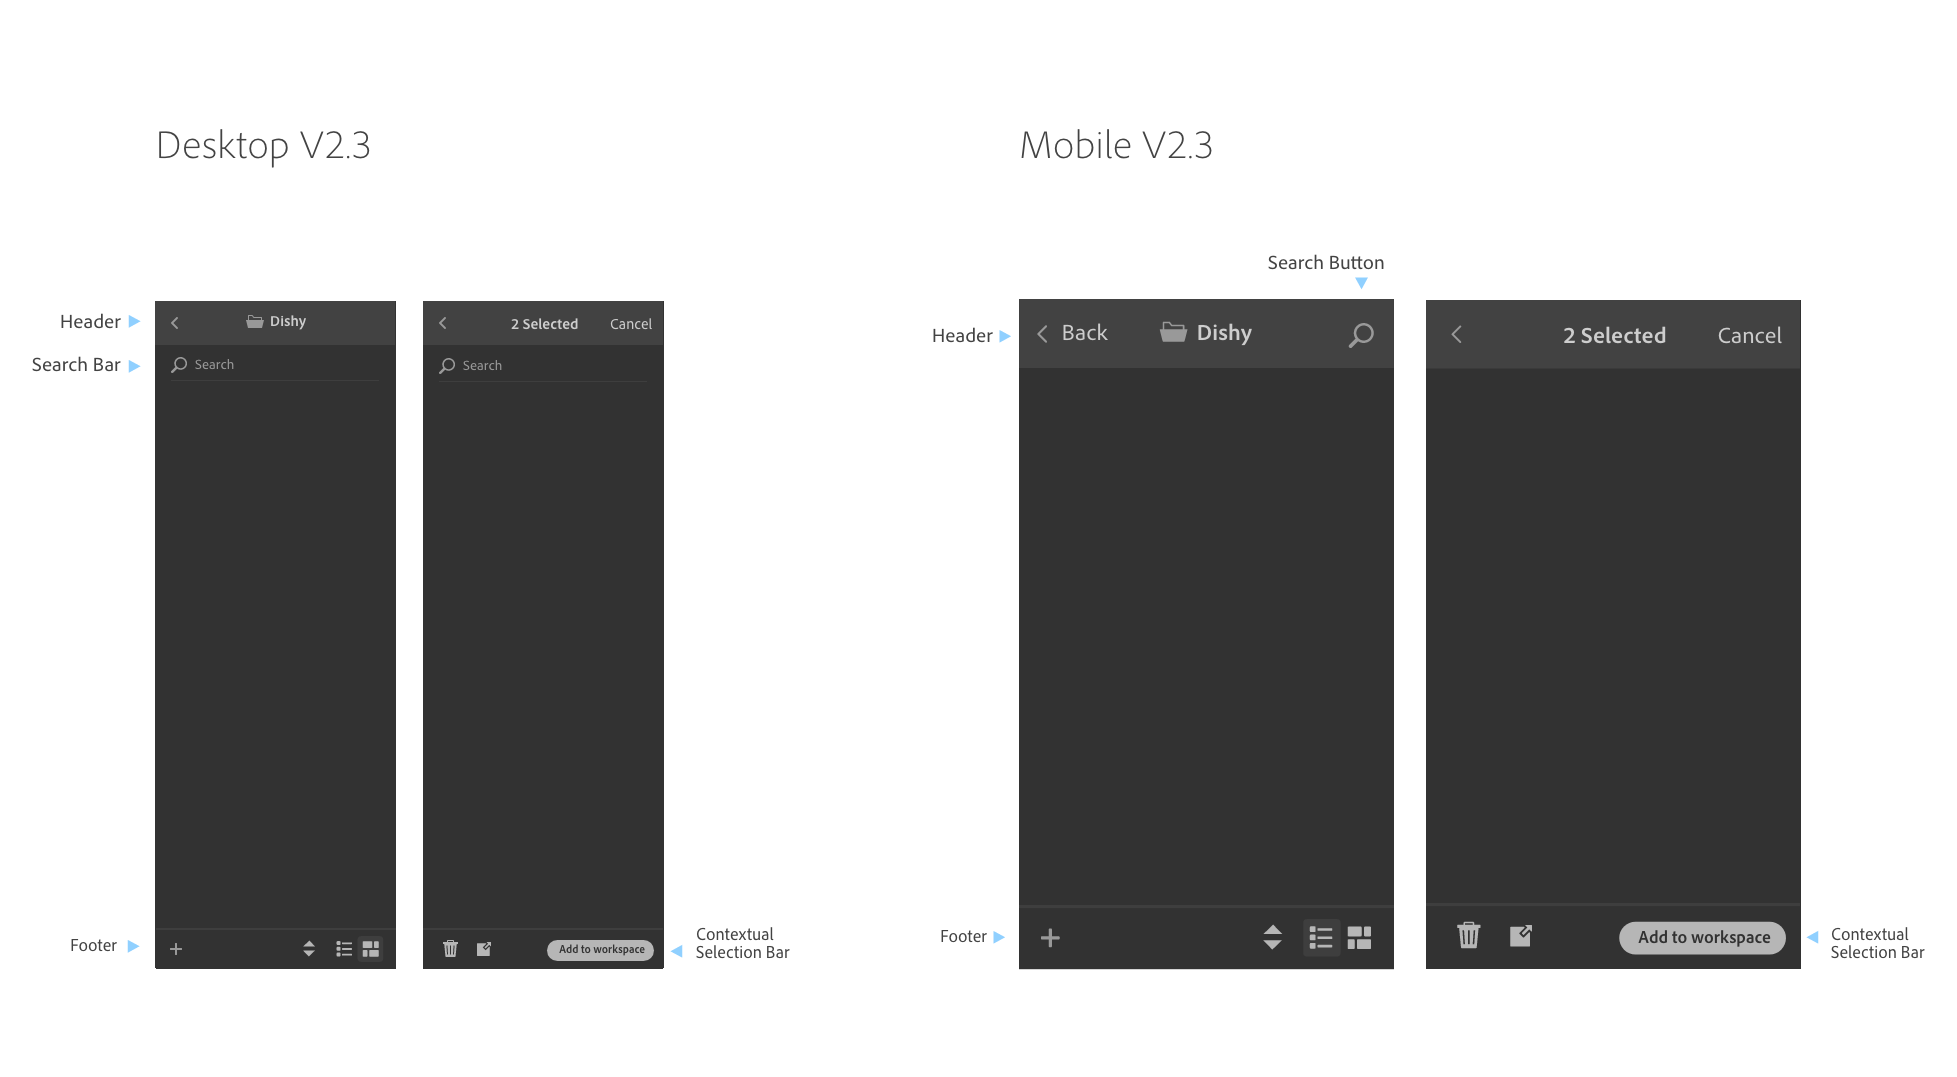 Desktop V2.3
Mobile V2.3
Search Button
Header
Dishy
2 Selected
Cancel
Search Bar
Search
Search
Header
Back
Dishy
2 Selected
Cancel
Footer
Add to workspace
Contextual
Selection Bar
Footer
Add to workspace
Contextual
Selection Bar